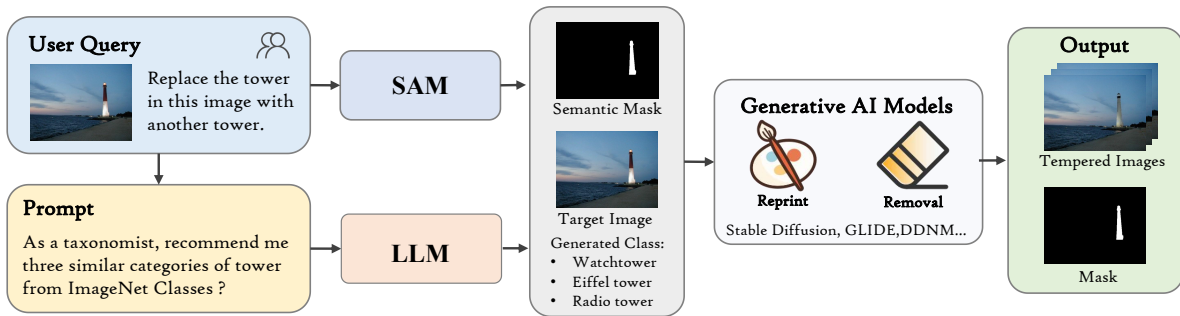 User Query
Replace the tower
in this image with
another tower.
Prompt
As a taxonomist, recommend me
three similar categories of tower
from ImageNet Classes ?
SAM
LLM
Semantic Mask
Target Image
Generated Class:
• Watchtower
• Eiffel tower
• Radio tower
Generative AI Models
Reprint
Removal
Stable Diffusion, GLIDE,DDNM...
Output
Tempered Images
Mask